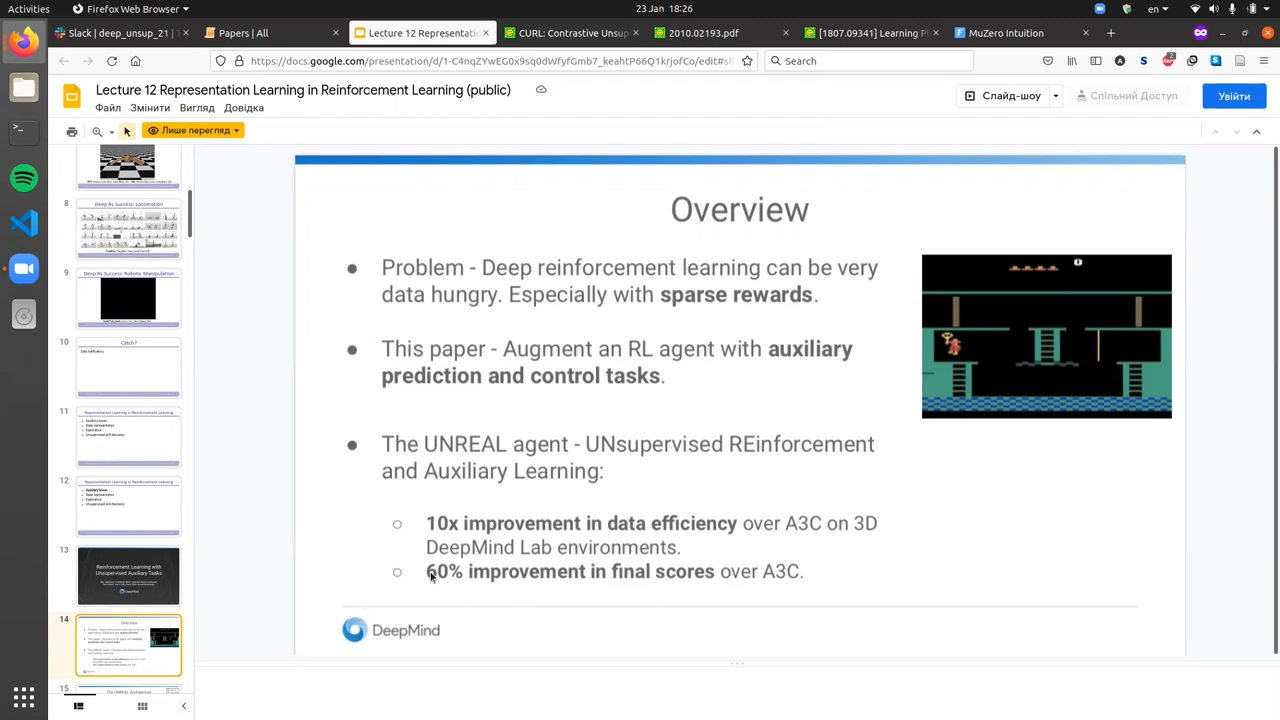 Activities
Firefox Web Browser
23 Jan 18:26
en
Slack | deep_unsup_21 | T
Papers | All
Lecture 12 Representatio
CURL: Contrastive Unsup
2010.02193.pdf
[1807.09341] Learning Pl
MuZero Intuition
https://docs.google.com/presentation/d/1-C4nqZYwEG0x9sq0dWfyfGmb7_keahtP66Q1krjofCo/edit#sli
Search
Lecture 12 Representation Learning in Reinforcement Learning (public)
Файл Змінити Вигляд Довідка
Слайд-шоу
Спільний Доступ
Увійти
Лише перегляд
8
Deep RL Success: Locomotion
9
Deep RL Success: Robotic Manipulation
10
Catch?
Data inefficiency
11
Representation Learning in Reinforcement Learning
12
Representation Learning in Reinforcement Learning
13
Reinforcement Learning with
Unsupervised Auxiliary Tasks
DeepMind
14
Overview
15
The UNREAL Architecture
Overview
Problem - Deep reinforcement learning can be very
data hungry. Especially with sparse rewards.
This paper - Augment an RL agent with auxiliary
prediction and control tasks.
The UNREAL agent - UNsupervised REinforcement
and Auxiliary Learning:
10x improvement in data efficiency over A3C on 3D
DeepMind Lab environments.
60% improvement in final scores over A3C.
DeepMind